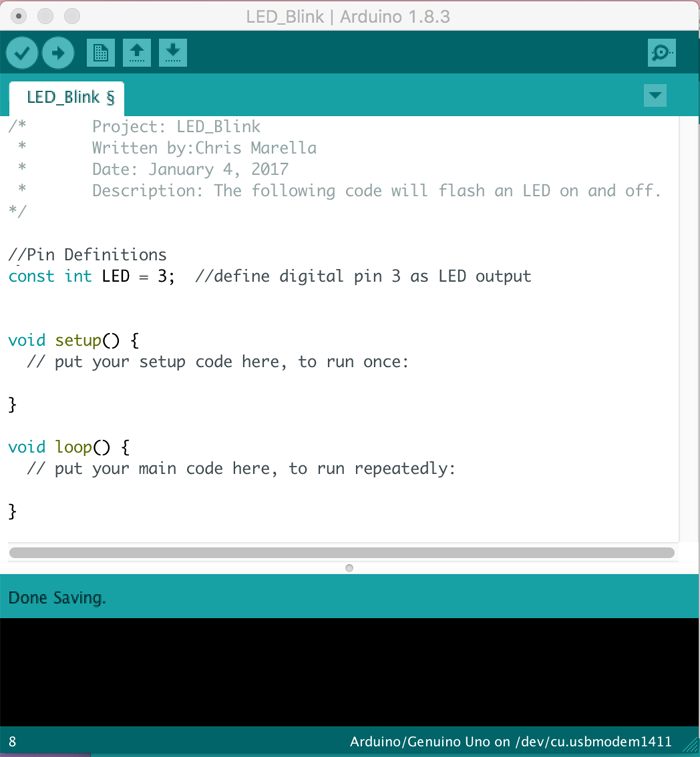 LED_Blink | Arduino 1.8.3
LED_Blink §
/*       Project: LED_Blink
 *       Written by:Chris Marella
 *       Date: January 4, 2017
 *       Description: The following code will flash an LED on and off.
*/
//Pin Definitions
const int LED = 3;  //define digital pin 3 as LED output
void setup() {
  // put your setup code here, to run once:
}
void loop() {
  // put your main code here, to run repeatedly:
}
Done Saving.
8 Arduino/Genuino Uno on /dev/cu.usbmodem1411